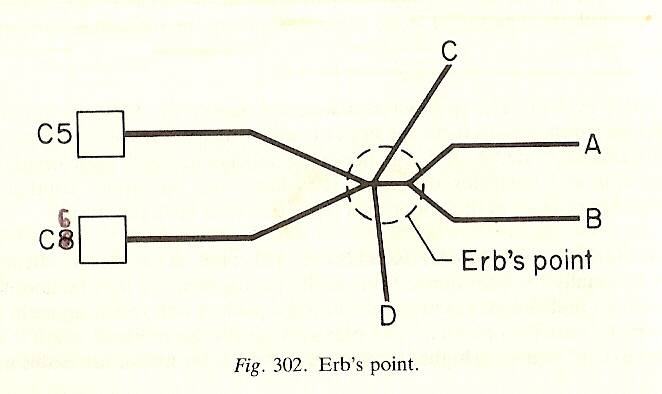 C
C5
A
6
C8
B
Erb's point
D
Fig. 302. Erb's point.